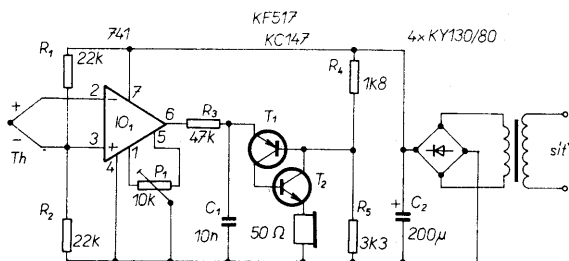 KF517
741
KC147
4×KY130/80
R1
22k
7
R4
1K8
2
+
−
IO1
6
R3
47k
T1
5
Th
-
3
+
4
1
P1
10k
T2
síť
R2
22k
C1
10n
50 Ω
R5
3K3
+
C2
200µ